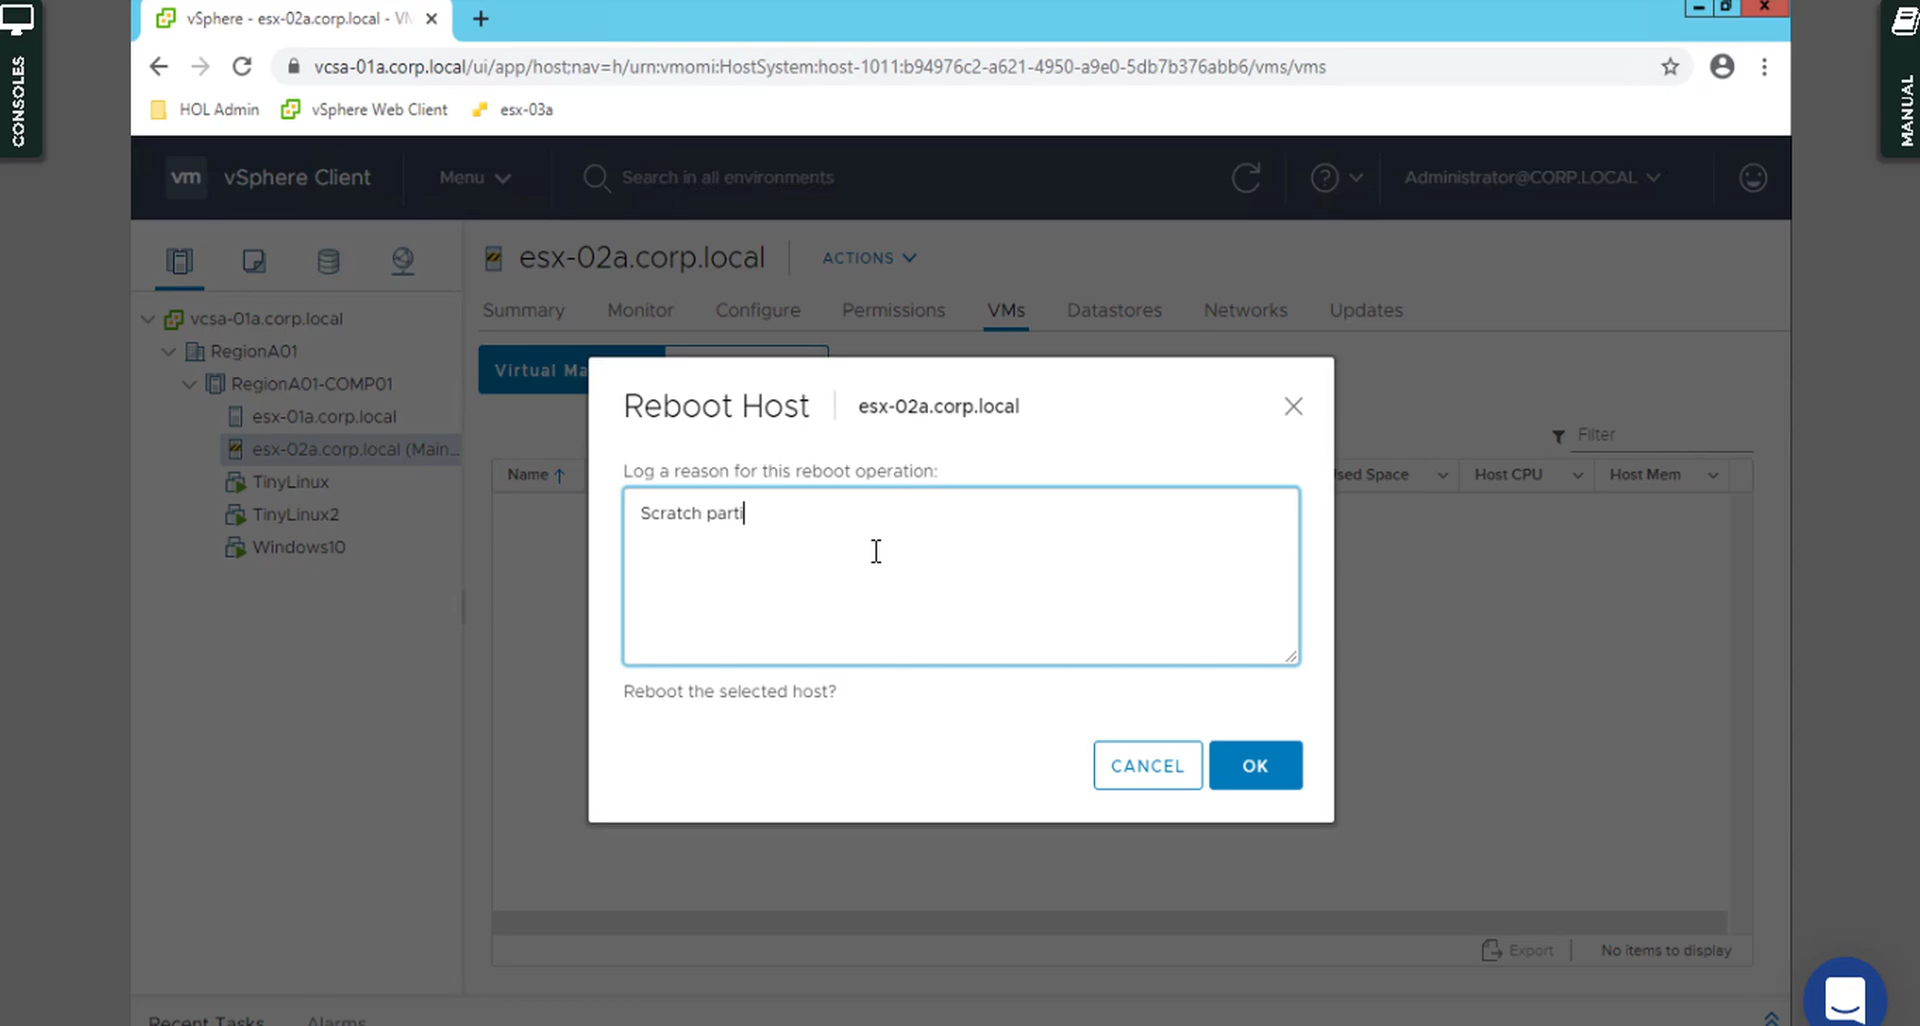 CONSOLES
MANUAL
vSphere - esx-02a.corp.local - VM
vcsa-01a.corp.local/ui/app/host;nav=h/urn:vmomi:HostSystem:host-1011:b94976c2-a621-4950-a9e0-5db7b376abb6/vms/vms
HOL Admin vSphere Web Client esx-03a
vm vSphere Client Menu Search in all environments Administrator@CORP.LOCAL
esx-02a.corp.local ACTIONS
Summary Monitor Configure Permissions VMs Datastores Networks Updates
vcsa-01a.corp.local
RegionA01
RegionA01-COMP01
esx-01a.corp.local
esx-02a.corp.local (Main...
TinyLinux
TinyLinux2
Windows10
Virtual Ma
Filter
Name Host CPU Host Mem
Reboot Host esx-02a.corp.local
Log a reason for this reboot operation:
Scratch parti
Reboot the selected host?
CANCEL OK
Export No items to display
Recent Tasks Alarms